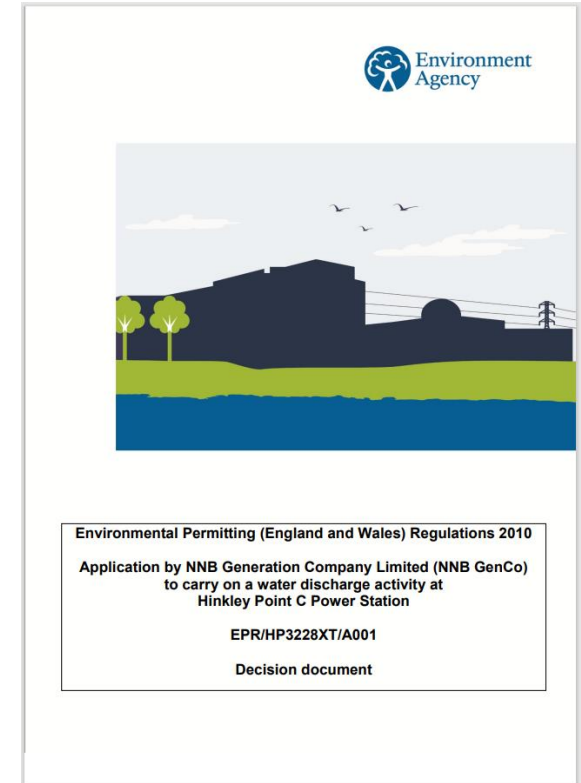 Environment
Agency
Environmental Permitting (England and Wales) Regulations 2010
Application by NNB Generation Company Limited (NNB GenCo)
to carry on a water discharge activity at
Hinkley Point C Power Station
EPR/HP3228XT/A001
Decision document